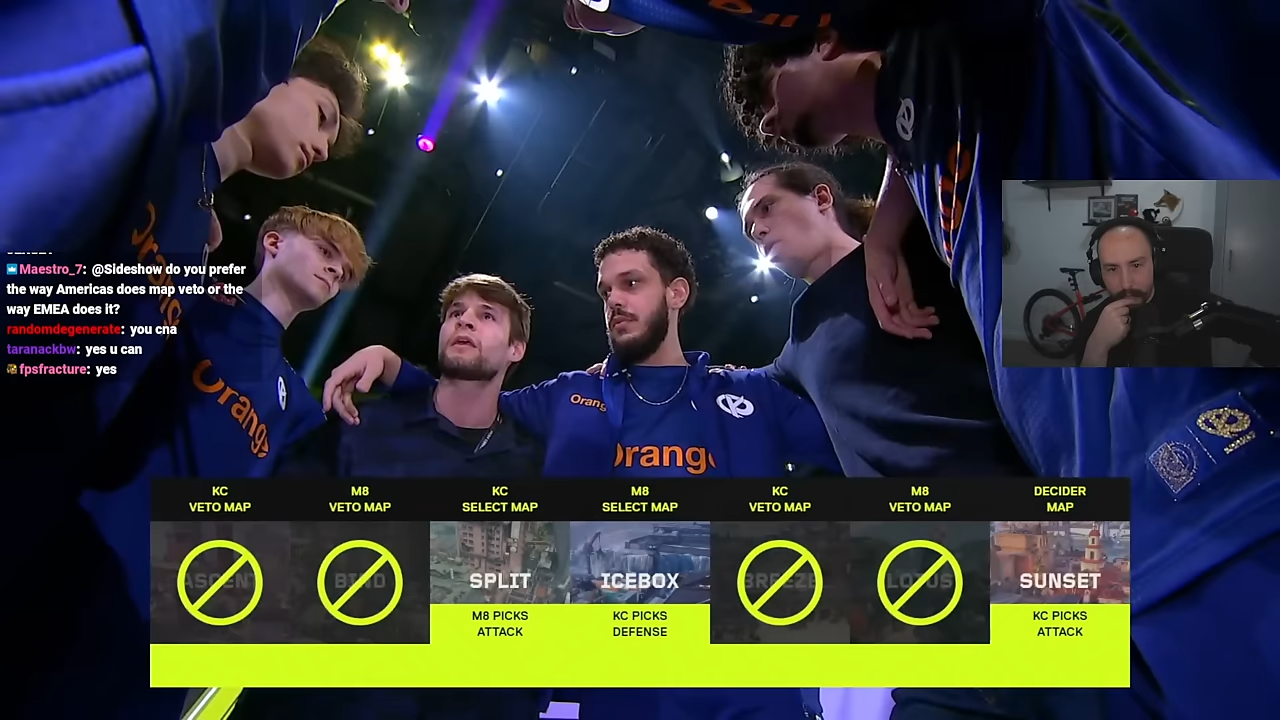 Maestro_7: @Sideshow do you prefer
the way Americas does map veto or the
way EMEA does it?
randomdegenerate: you cna
taranackbw: yes u can
fpsfracture: yes
Orange
Orange
Orang
Orange
KC
VETO MAP
M8
VETO MAP
KC
SELECT MAP
M8
SELECT MAP
KC
VETO MAP
M8
VETO MAP
DECIDER
MAP
ASCENT
BIND
SPLIT
ICEBOX
BREEZE
LOTUS
SUNSET
M8 PICKS
ATTACK
KC PICKS
DEFENSE
KC PICKS
ATTACK